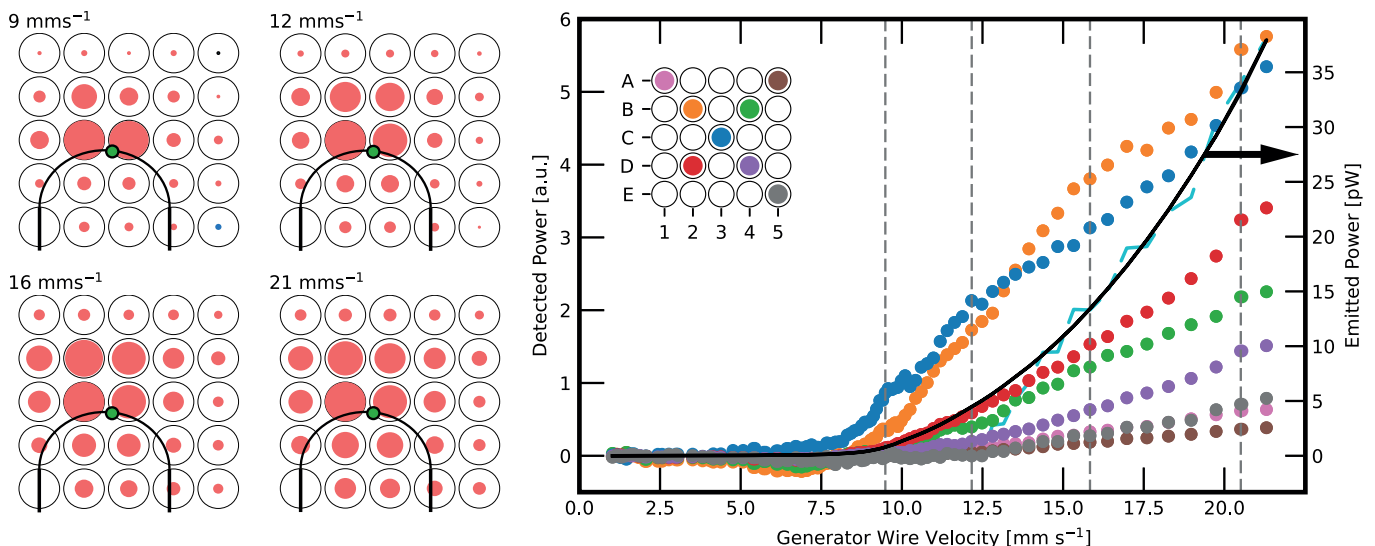 9 mms⁻¹
12 mms⁻¹
16 mms⁻¹
21 mms⁻¹
Detected Power [a.u.]
6
5
4
3
2
1
0
A
B
C
D
E
1 2 3 4 5
35
30
25
20
15
10
5
0
Emitted Power [pW]
0.0 2.5 5.0 7.5 10.0 12.5 15.0 17.5 20.0
Generator Wire Velocity [mm s⁻¹]